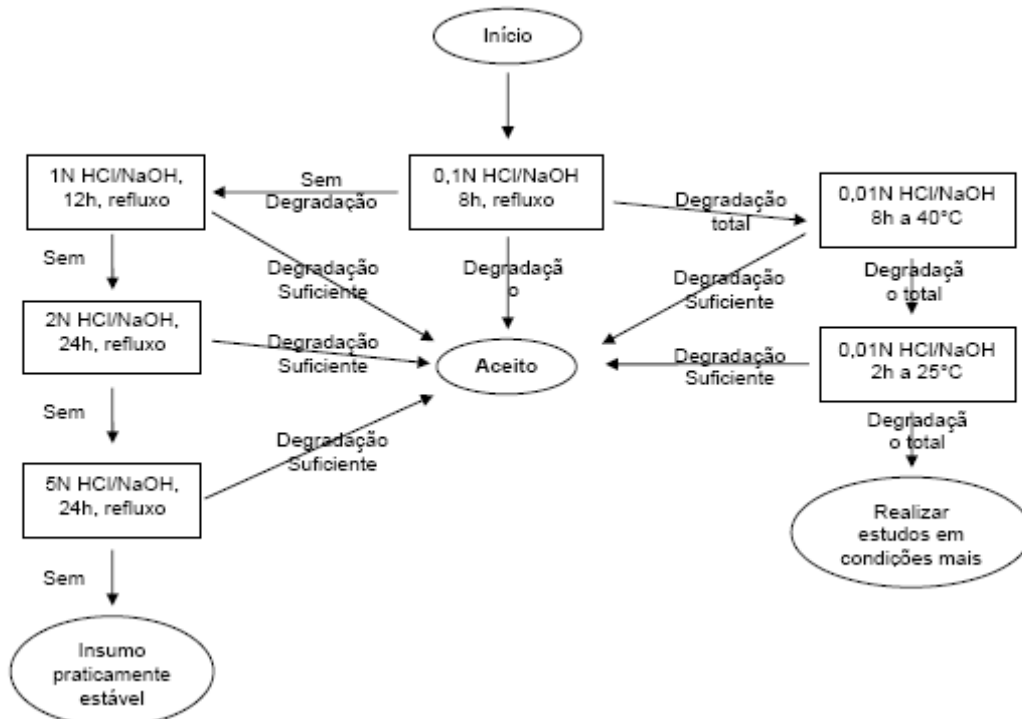 Início
1N HCl/NaOH,
12h, refluxo
Sem
Degradação
0,1N HCl/NaOH
8h, refluxo
Degradação
total
0,01N HCl/NaOH
8h a 40°C
Sem
Degradação
Suficiente
Degradaçã
o
Degradação
Suficiente
Degradaçã
o total
2N HCl/NaOH,
24h, refluxo
Degradação
Suficiente
Aceito
Degradação
Suficiente
0,01N HCl/NaOH
2h a 25°C
Sem
Degradação
Suficiente
Degradaçã
o total
5N HCl/NaOH,
24h, refluxo
Realizar
estudos em
condições mais
Sem
Insumo
praticamente
estável